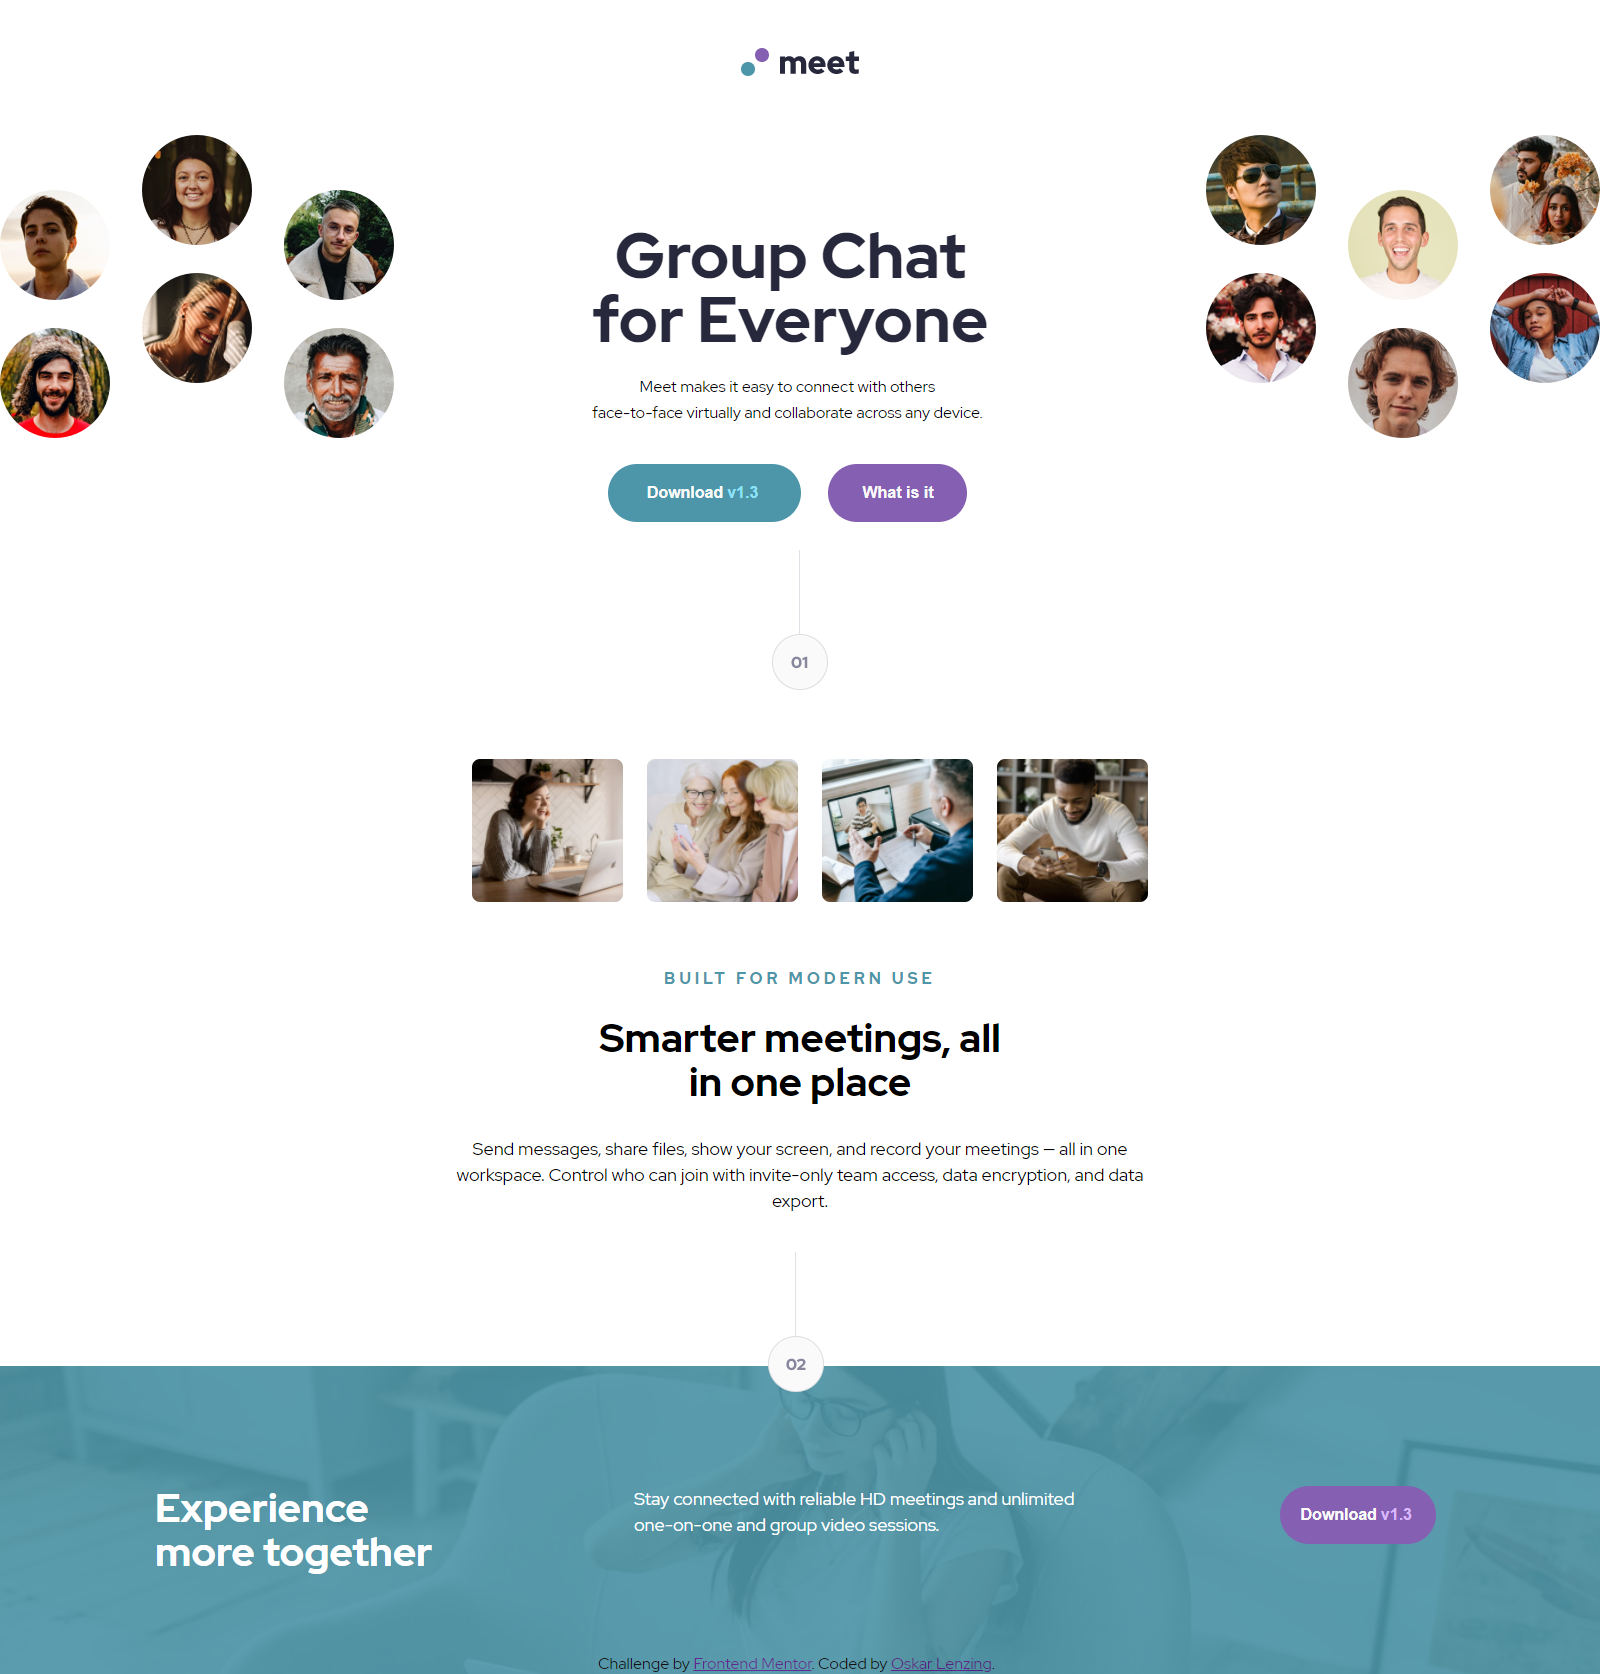 meet
Group Chat
for Everyone
Meet makes it easy to connect with others
face-to-face virtually and collaborate across any device.
Download v1.3
What is it
01
BUILT FOR MODERN USE
Smarter meetings, all
in one place
Send messages, share files, show your screen, and record your meetings — all in one
workspace. Control who can join with invite-only team access, data encryption, and data
export.
02
Experience
more together
Stay connected with reliable HD meetings and unlimited
one-on-one and group video sessions.
Download v1.3
Challenge by Frontend Mentor. Coded by Oskar Lenzing.